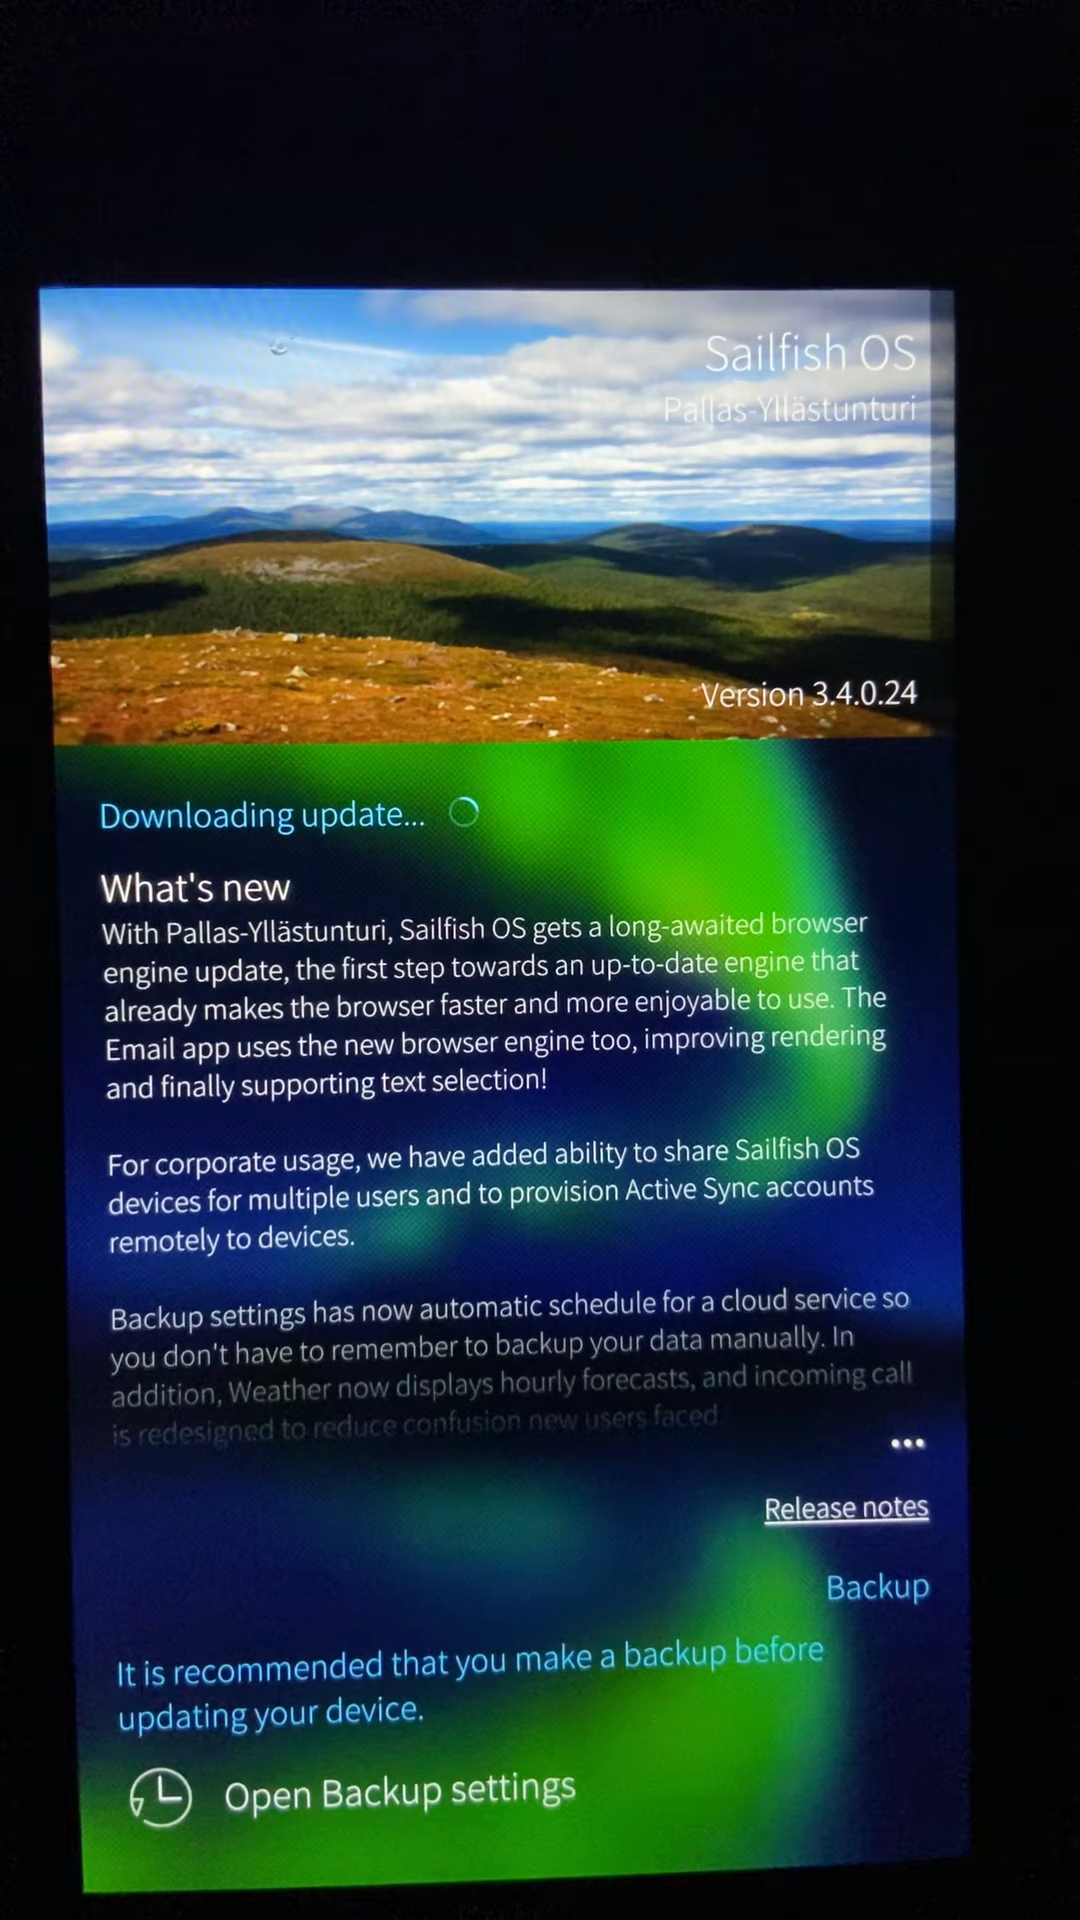 Sailfish OS
Pallas-Yllästunturi
Version 3.4.0.24
Downloading update...
What's new
With Pallas-Yllästunturi, Sailfish OS gets a long-awaited browser
engine update, the first step towards an up-to-date engine that
already makes the browser faster and more enjoyable to use. The
Email app uses the new browser engine too, improving rendering
and finally supporting text selection!
For corporate usage, we have added ability to share Sailfish OS
devices for multiple users and to provision Active Sync accounts
remotely to devices.
Backup settings has now automatic schedule for a cloud service so
you don't have to remember to backup your data manually. In
addition, Weather now displays hourly forecasts, and incoming call
is redesigned to reduce confusion new users faced.
•••
Release notes
Backup
It is recommended that you make a backup before
updating your device.
Open Backup settings